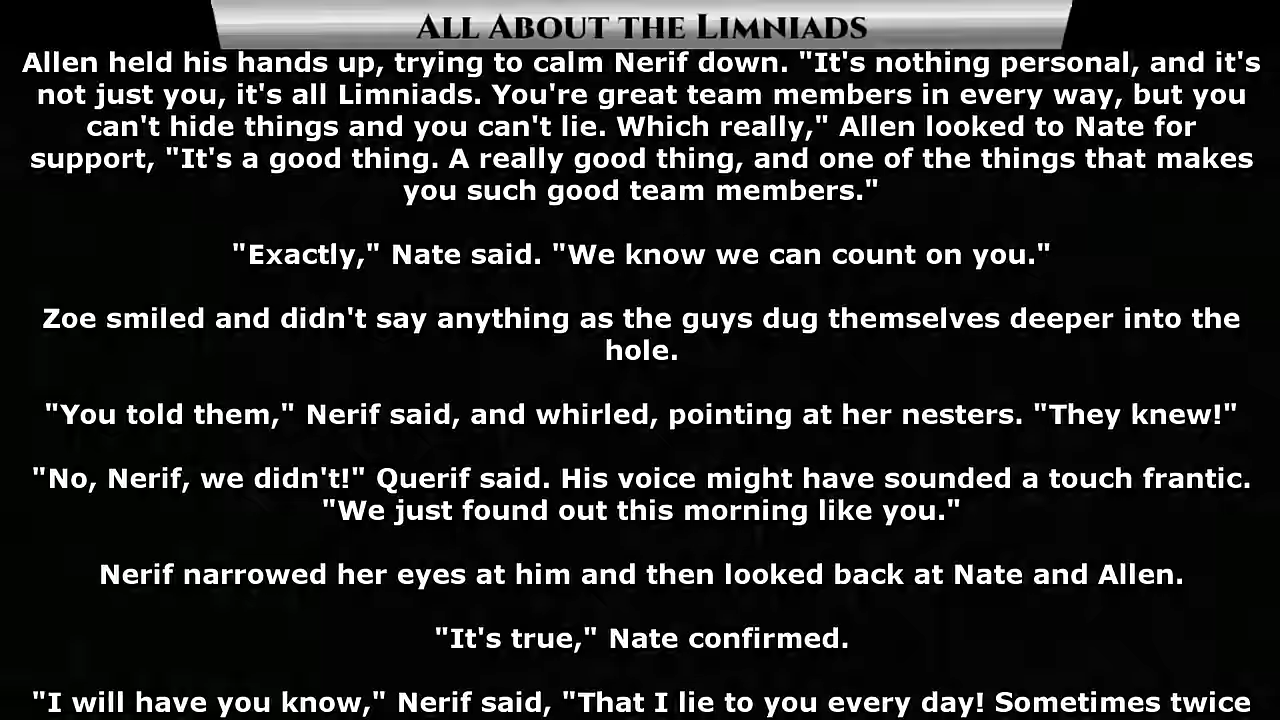 All About the Limniads
Allen held his hands up, trying to calm Nerif down. "It's nothing personal, and it's
not just you, it's all Limniads. You're great team members in every way, but you
can't hide things and you can't lie. Which really," Allen looked to Nate for
support, "It's a good thing. A really good thing, and one of the things that makes
you such good team members."
"Exactly," Nate said. "We know we can count on you."
Zoe smiled and didn't say anything as the guys dug themselves deeper into the
hole.
"You told them," Nerif said, and whirled, pointing at her nesters. "They knew!"
"No, Nerif, we didn't!" Querif said. His voice might have sounded a touch frantic.
"We just found out this morning like you."
Nerif narrowed her eyes at him and then looked back at Nate and Allen.
"It's true," Nate confirmed.
"I will have you know," Nerif said, "That I lie to you every day! Sometimes twice